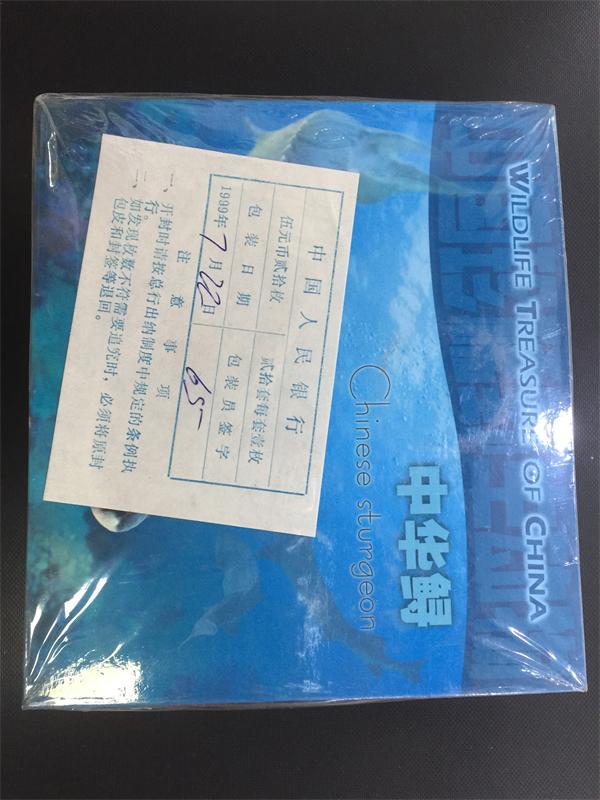 WILDLIFE TREASURE OF CHINA
中华鲟
Chinese sturgeon
中国人民银行
伍元币贰拾枚
贰拾套每套壹枚
包装日期
包装员签字
1999年7月22日
65
注意事项
一、开封时请按总行出纳制度中规定的条例执
行。
二、如发现枚数不符需要追究时，必须将原封
包皮和封签等退回。